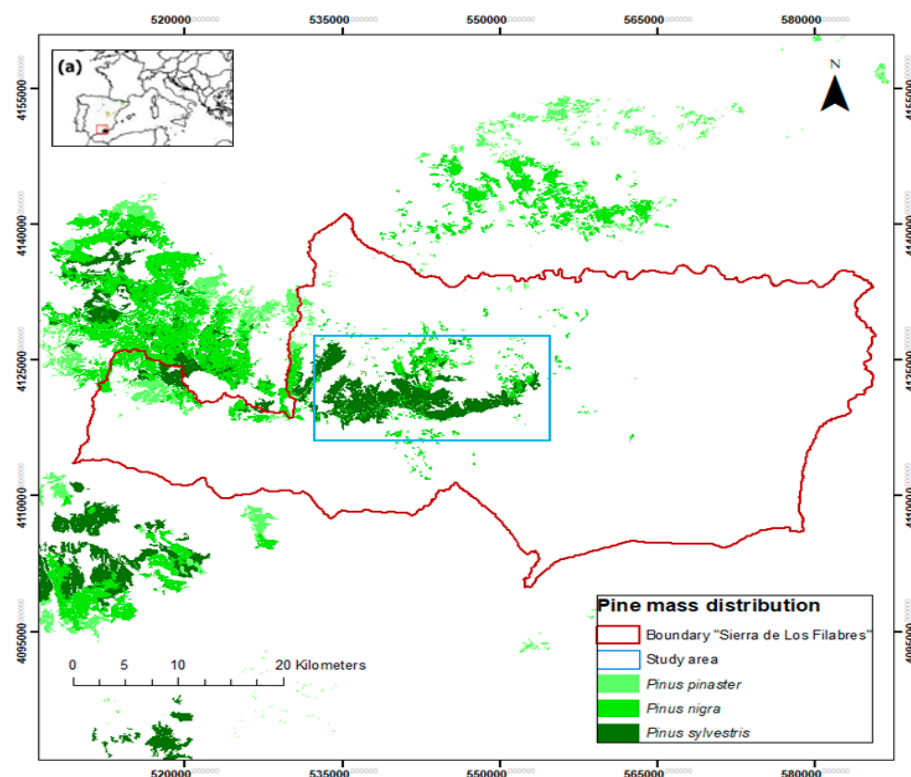 520000
535000
550000
565000
580000
(a)
N
4155000
4155000
4140000
4140000
4125000
4125000
4110000
4110000
4095000
4095000
Pine mass distribution
Boundary "Sierra de Los Filabres"
Study area
Pinus pinaster
Pinus nigra
Pinus sylvestris
0 5 10 20 Kilometers
520000
535000
550000
565000
580000